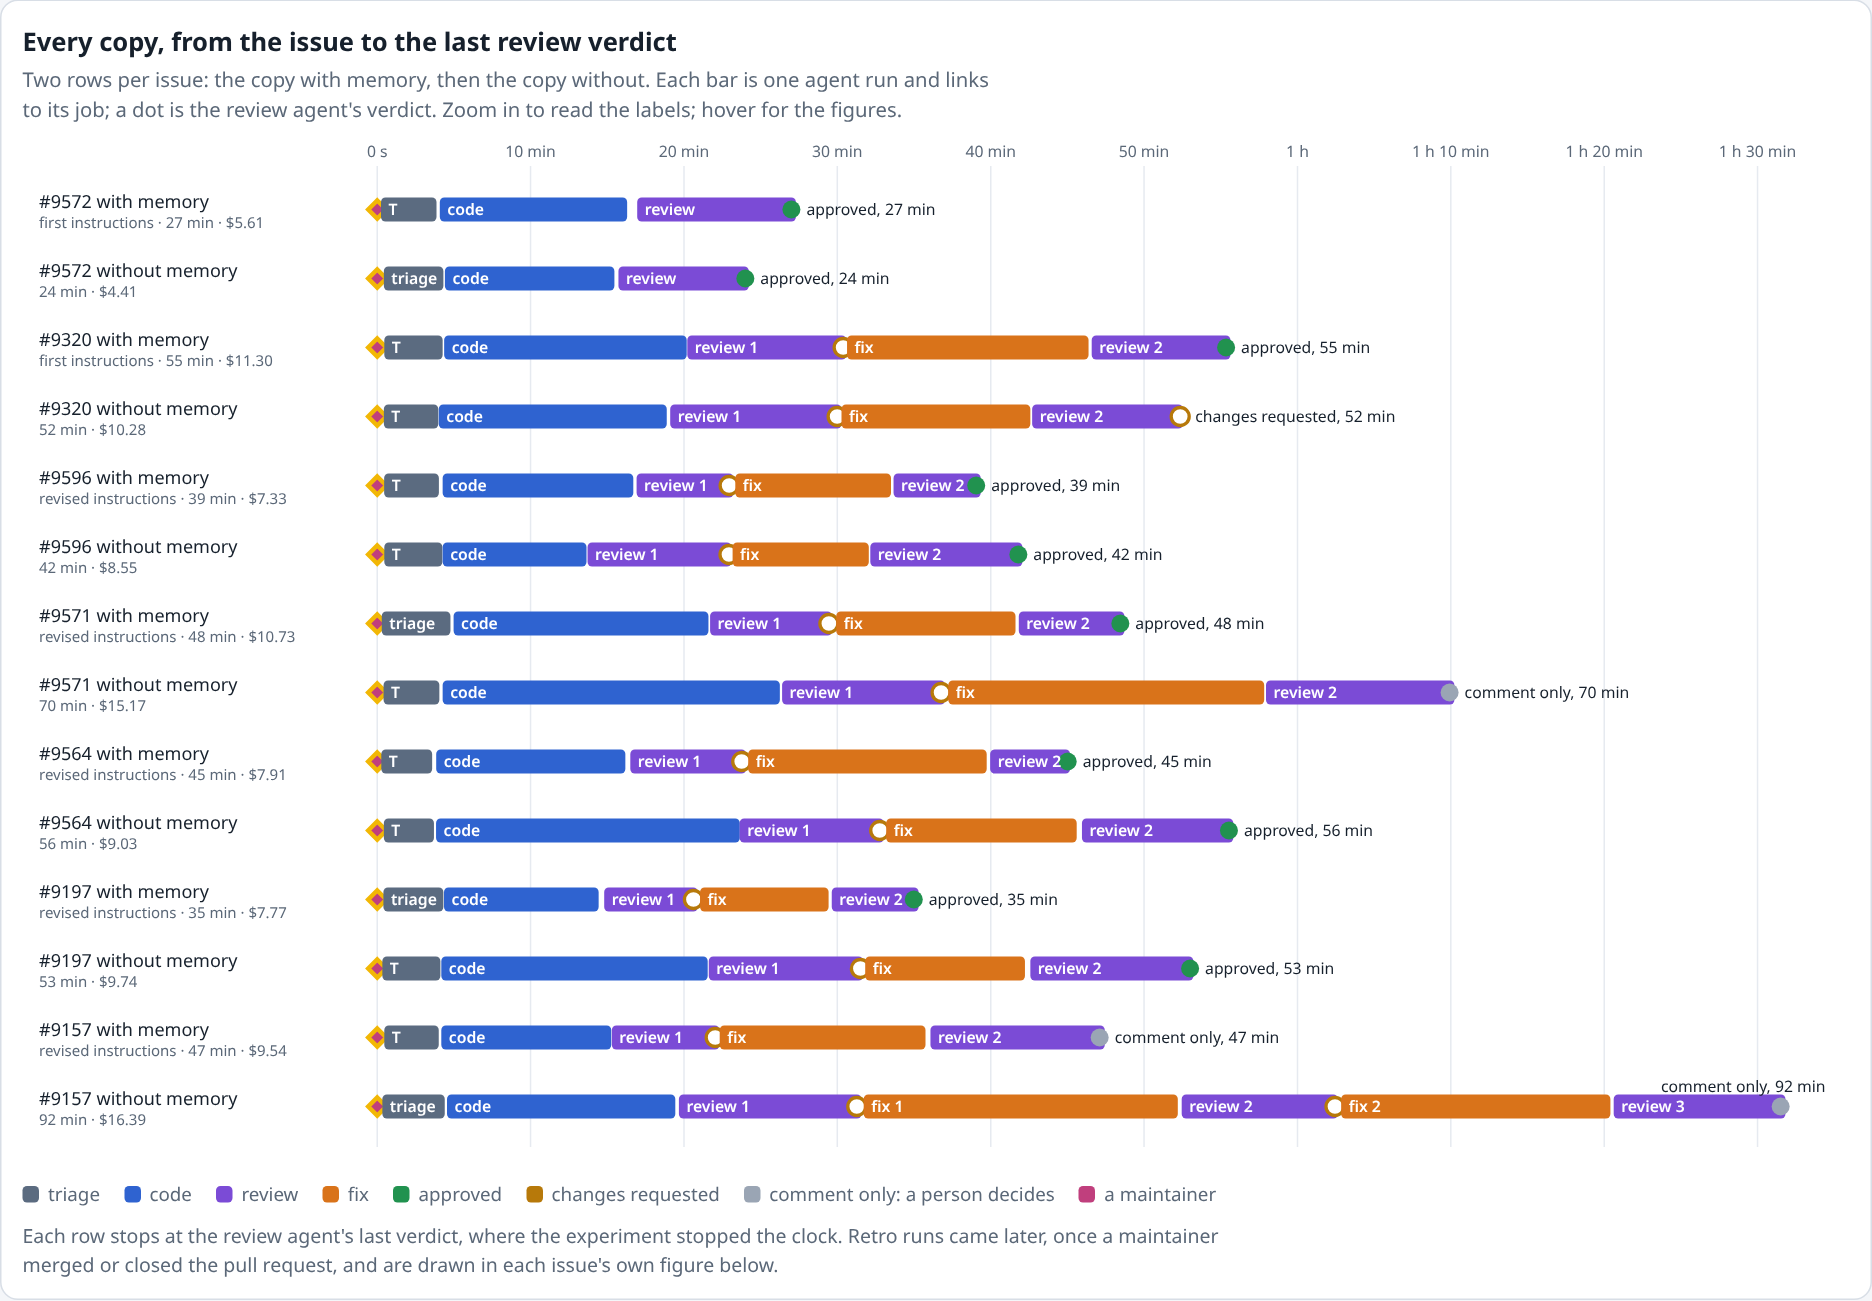 Every copy, from the issue to the last review verdict
Two rows per issue: the copy with memory, then the copy without. Each bar is one agent run and links
to its job; a dot is the review agent's verdict. Zoom in to read the labels; hover for the figures.
0 s 10 min 20 min 30 min 40 min 50 min 1 h 1 h 10 min 1 h 20 min 1 h 30 min
#9572 with memory
first instructions · 27 min · $5.61
T code review approved, 27 min
#9572 without memory
24 min · $4.41
triage code review approved, 24 min
#9320 with memory
first instructions · 55 min · $11.30
T code review 1 fix review 2 approved, 55 min
#9320 without memory
52 min · $10.28
T code review 1 fix review 2 changes requested, 52 min
#9596 with memory
revised instructions · 39 min · $7.33
T code review 1 fix review 2 approved, 39 min
#9596 without memory
42 min · $8.55
T code review 1 fix review 2 approved, 42 min
#9571 with memory
revised instructions · 48 min · $10.73
triage code review 1 fix review 2 approved, 48 min
#9571 without memory
70 min · $15.17
T code review 1 fix review 2 comment only, 70 min
#9564 with memory
revised instructions · 45 min · $7.91
T code review 1 fix review 2 approved, 45 min
#9564 without memory
56 min · $9.03
T code review 1 fix review 2 approved, 56 min
#9197 with memory
revised instructions · 35 min · $7.77
triage code review 1 fix review 2 approved, 35 min
#9197 without memory
53 min · $9.74
T code review 1 fix review 2 approved, 53 min
#9157 with memory
revised instructions · 47 min · $9.54
T code review 1 fix review 2 comment only, 47 min
#9157 without memory
92 min · $16.39
triage code review 1 fix 1 review 2 fix 2 review 3 comment only, 92 min
triage code review fix approved changes requested comment only: a person decides a maintainer
Each row stops at the review agent's last verdict, where the experiment stopped the clock. Retro runs came later, once a maintainer
merged or closed the pull request, and are drawn in each issue's own figure below.